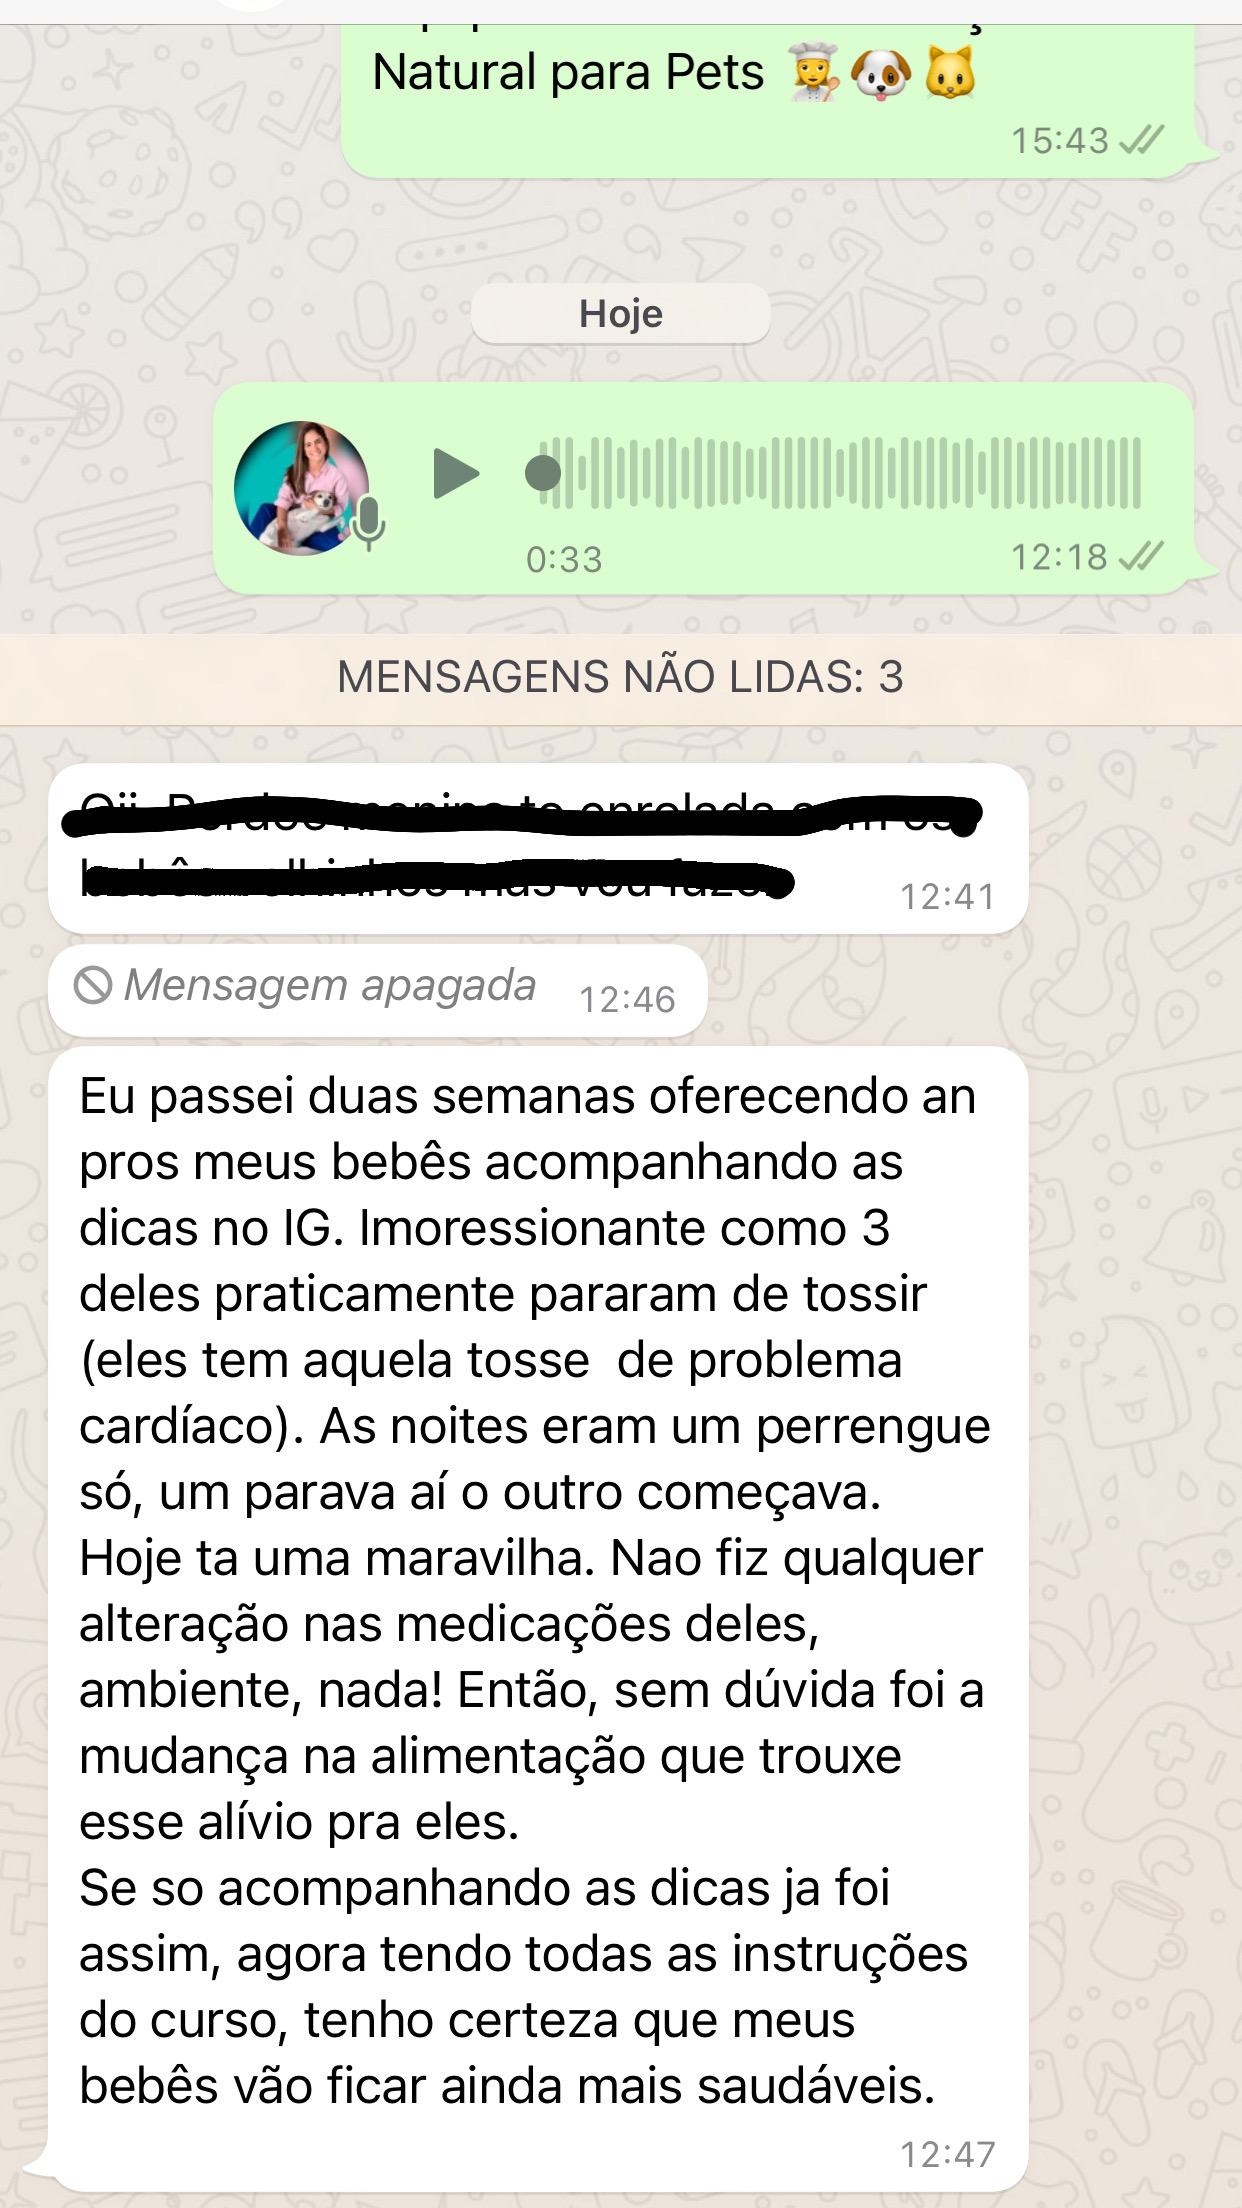 Natural para Pets 👩‍🍳🐶🐱
15:43
Hoje
0:33
12:18
MENSAGENS NÃO LIDAS: 3
12:41
Mensagem apagada 12:46
Eu passei duas semanas oferecendo an
pros meus bebês acompanhando as
dicas no IG. Imoressionante como 3
deles praticamente pararam de tossir
(eles tem aquela tosse  de problema
cardíaco). As noites eram um perrengue
só, um parava aí o outro começava.
Hoje ta uma maravilha. Nao fiz qualquer
alteração nas medicações deles,
ambiente, nada! Então, sem dúvida foi a
mudança na alimentação que trouxe
esse alívio pra eles.
Se so acompanhando as dicas ja foi
assim, agora tendo todas as instruções
do curso, tenho certeza que meus
bebês vão ficar ainda mais saudáveis.
12:47